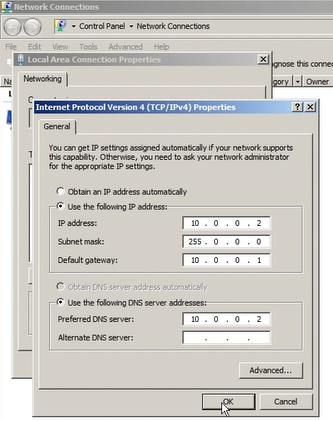 Network Connections
Control Panel
Network Connections
File Edit View Tools Advanced Help
Local Area Connection Properties
Networking
Owner
Internet Protocol Version 4 (TCP/IPv4) Properties
General
You can get IP settings assigned automatically if your network supports
this capability. Otherwise, you need to ask your network administrator
for the appropriate IP settings.
Obtain an IP address automatically
Use the following IP address:
IP address: 10 . 0 . 0 . 2
Subnet mask: 255 . 0 . 0 . 0
Default gateway: 10 . 0 . 0 . 1
Obtain DNS server address automatically
Use the following DNS server addresses:
Preferred DNS server: 10 . 0 . 0 . 2
Alternate DNS server: . . .
Advanced...
OK Cancel